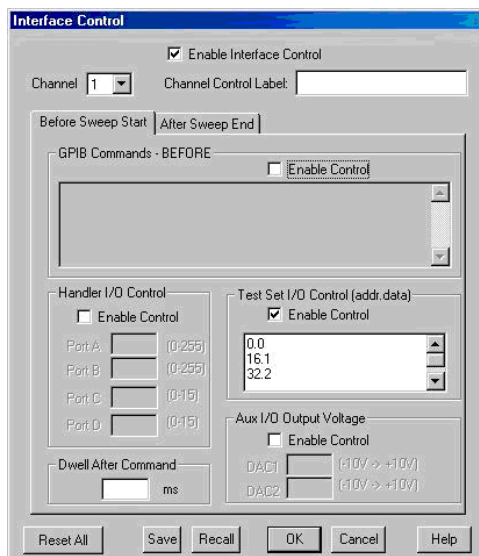 Interface Control
Enable Interface Control
Channel 1 Channel Control Label:
Before Sweep Start After Sweep End
GPIB Commands - BEFORE
Enable Control
Handler I/O Control
Enable Control
Port A (0-255)
Port B (0-255)
Port C (0-15)
Port D (0-15)
Test Set I/O Control (addr.data)
Enable Control
0.0
16.1
32.2
Aux I/O Output Voltage
Enable Control
DAC1 (-10V -> +10V)
DAC2 (-10V -> +10V)
Dwell After Command
ms
Reset All Save Recall OK Cancel Help